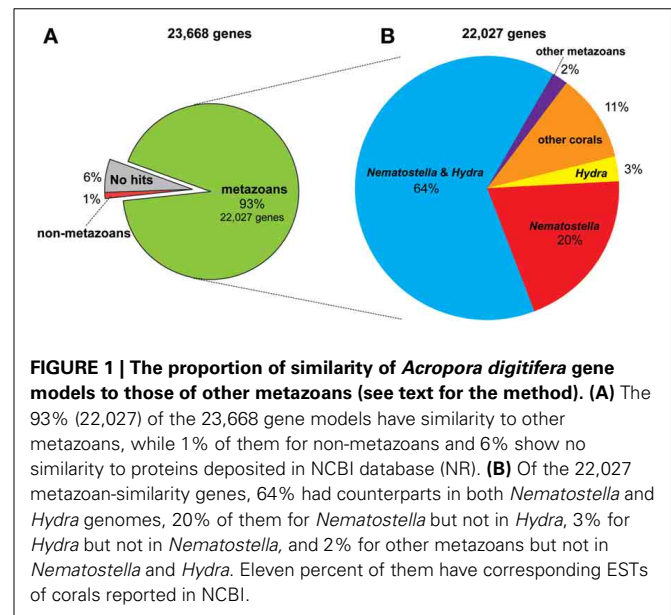 A
23,668 genes
B
22,027 genes
6%
No hits
1%
non-metazoans
metazoans
93%
22,027 genes
other metazoans
2%
11%
other corals
3%
Hydra
Nematostella & Hydra
64%
Nematostella
20%
FIGURE 1 | The proportion of similarity of Acropora digitifera gene
models to those of other metazoans (see text for the method). (A) The
93% (22,027) of the 23,668 gene models have similarity to other
metazoans, while 1% of them for non-metazoans and 6% show no
similarity to proteins deposited in NCBI database (NR). (B) Of the 22,027
metazoan-similarity genes, 64% had counterparts in both Nematostella and
Hydra genomes, 20% of them for Nematostella but not in Hydra, 3% for
Hydra but not in Nematostella, and 2% for other metazoans but not in
Nematostella and Hydra. Eleven percent of them have corresponding ESTs
of corals reported in NCBI.